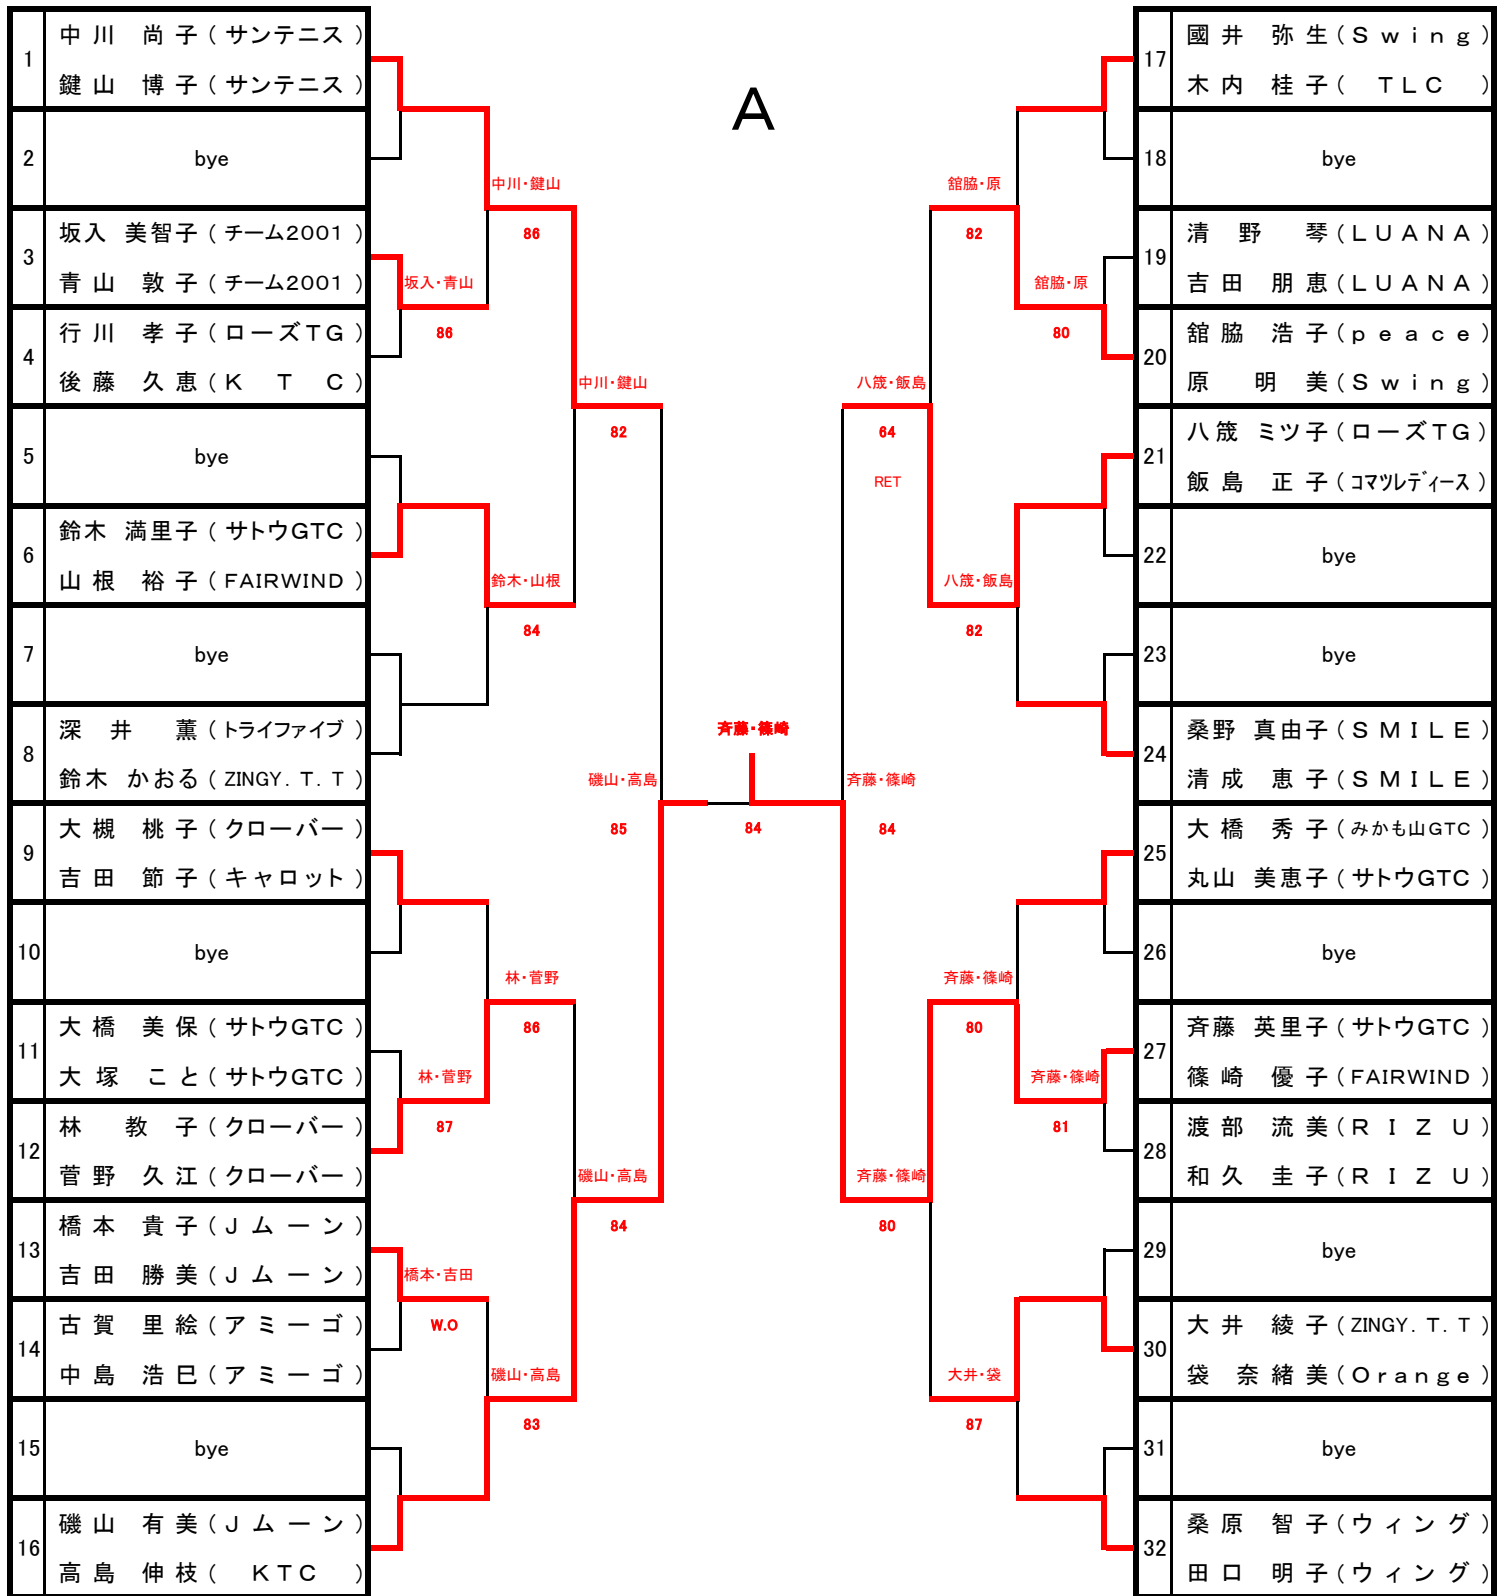 A
1
中川 尚子(サンテニス)
鍵山 博子(サンテニス)
2
bye
3
坂入 美智子(チーム2001)
青山 敦子(チーム2001)
4
行川 孝子(ローズTG)
後藤 久恵(KTC)
5
bye
6
鈴木 満里子(サトウGTC)
山根 裕子(FAIRWIND)
7
bye
8
深井 薫(トライファイブ)
鈴木 かおる(ZINGY.T.T)
9
大槻 桃子(クローバー)
吉田 節子(キャロット)
10
bye
11
大橋 美保(サトウGTC)
大塚 こと(サトウGTC)
12
林 教子(クローバー)
菅野 久江(クローバー)
13
橋本 貴子(Jムーン)
吉田 勝美(Jムーン)
14
古賀 里絵(アミーゴ)
中島 浩巳(アミーゴ)
15
bye
16
磯山 有美(Jムーン)
高島 伸枝(KTC)
坂入・青山
86
林・菅野
87
橋本・吉田
W.O
中川・鍵山
86
鈴木・山根
84
林・菅野
86
磯山・高島
83
中川・鍵山
82
磯山・高島
84
磯山・高島
85
斉藤・篠崎
84
斉藤・篠崎
84
八筬・飯島
64
RET
斉藤・篠崎
80
舘脇・原
82
八筬・飯島
82
斉藤・篠崎
80
大井・袋
87
舘脇・原
80
斉藤・篠崎
81
17
國井 弥生(Swing)
木内 桂子(TLC)
18
bye
19
清野 琴(LUANA)
吉田 朋恵(LUANA)
20
舘脇 浩子(peace)
原 明美(Swing)
21
八筬 ミツ子(ローズTG)
飯島 正子(コマツレディース)
22
bye
23
bye
24
桑野 真由子(SMILE)
清成 恵子(SMILE)
25
大橋 秀子(みかも山GTC)
丸山 美恵子(サトウGTC)
26
bye
27
斉藤 英里子(サトウGTC)
篠崎 優子(FAIRWIND)
28
渡部 流美(RIZU)
和久 圭子(RIZU)
29
bye
30
大井 綾子(ZINGY.T.T)
袋 奈緒美(Orange)
31
bye
32
桑原 智子(ウィング)
田口 明子(ウィング)